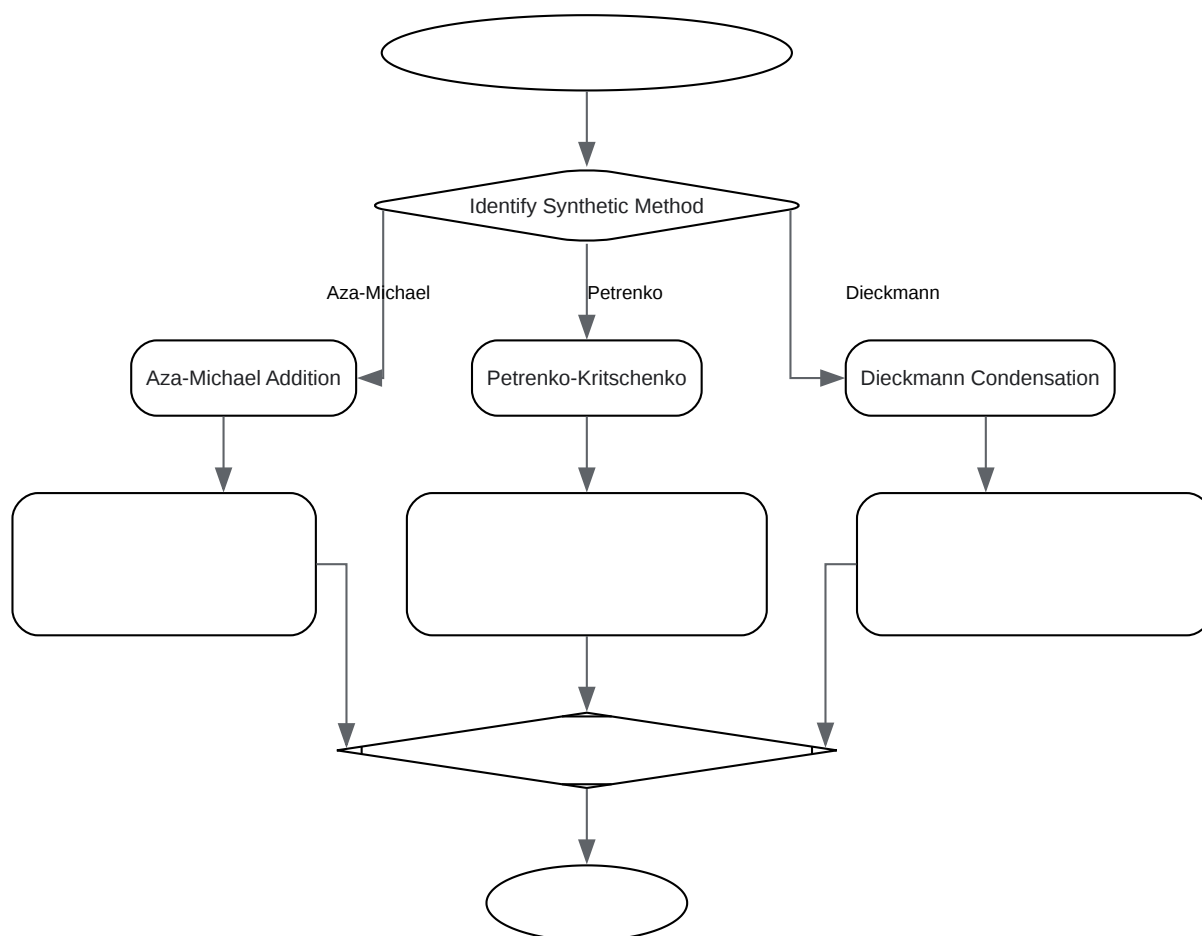 Identify Synthetic Method
Aza-Michael
Petrenko
Dieckmann
Aza-Michael Addition
Petrenko-Kritschenko
Dieckmann Condensation